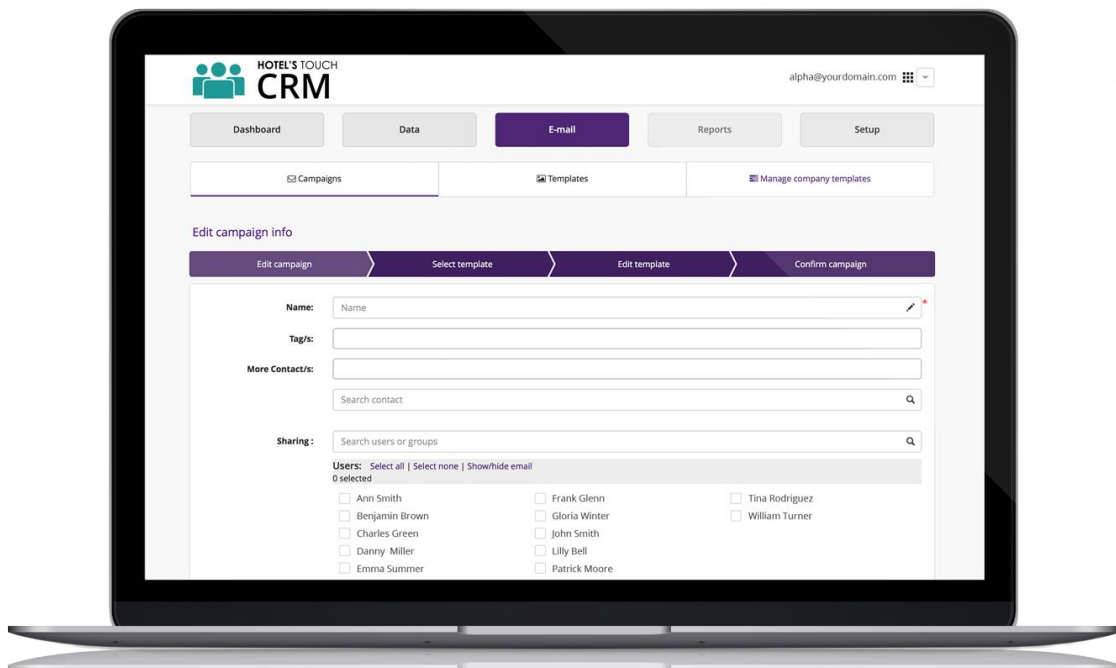 HOTEL'S TOUCH
CRM
alpha@yourdomain.com
Dashboard Data E-mail Reports Setup
Campaigns Templates Manage company templates
Edit campaign info
Edit campaign Select template Edit template Confirm campaign
Name: Name *
Tag/s:
More Contact/s:
Search contact
Sharing : Search users or groups
Users: Select all | Select none | Show/hide email
0 selected
Ann Smith Frank Glenn Tina Rodriguez
Benjamin Brown Gloria Winter William Turner
Charles Green John Smith
Danny Miller Lilly Bell
Emma Summer Patrick Moore